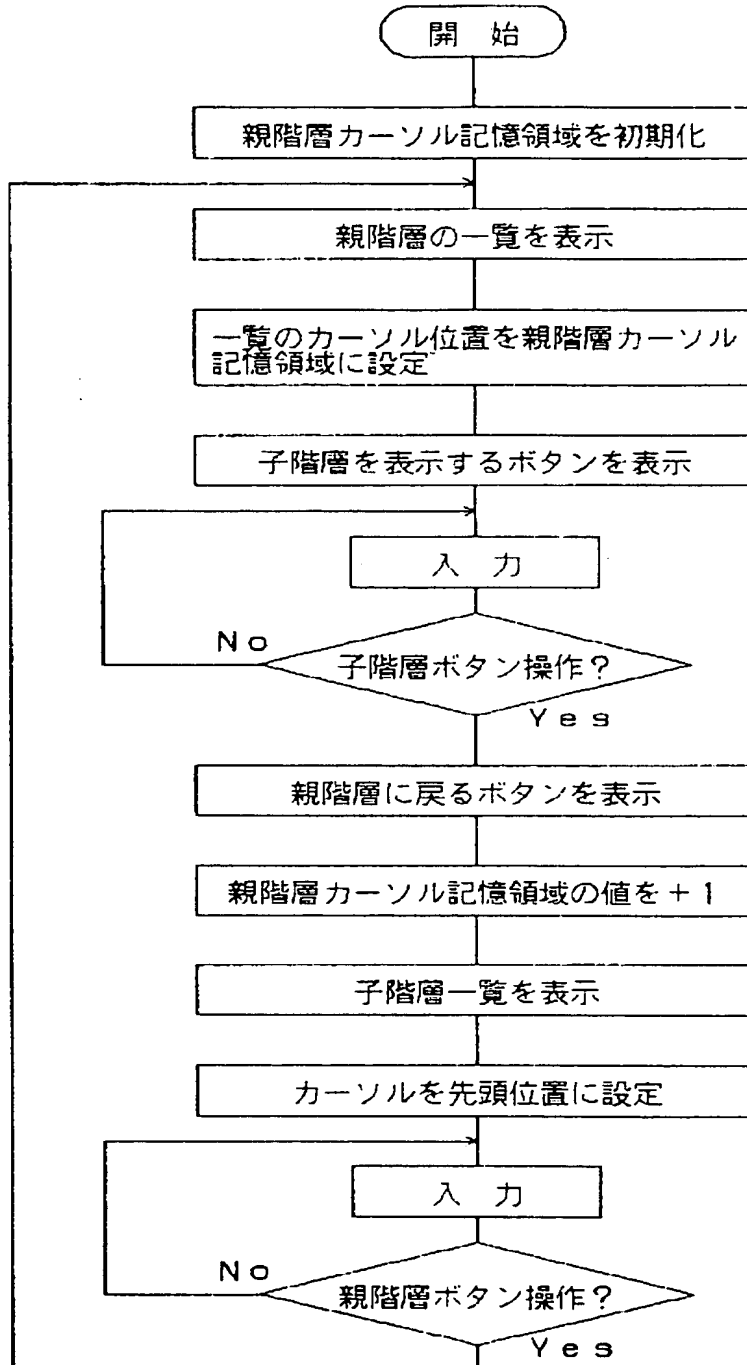 開 始
親階層カーソル記憶領域を初期化
親階層の一覧を表示
一覧のカーソル位置を親階層カーソル
記憶領域に設定
子階層を表示するボタンを表示
入 力
No
子階層ボタン操作?
Yes
親階層に戻るボタンを表示
親階層カーソル記憶領域の値を+1
子階層一覧を表示
カーソルを先頭位置に設定
入 力
No
親階層ボタン操作?
Yes